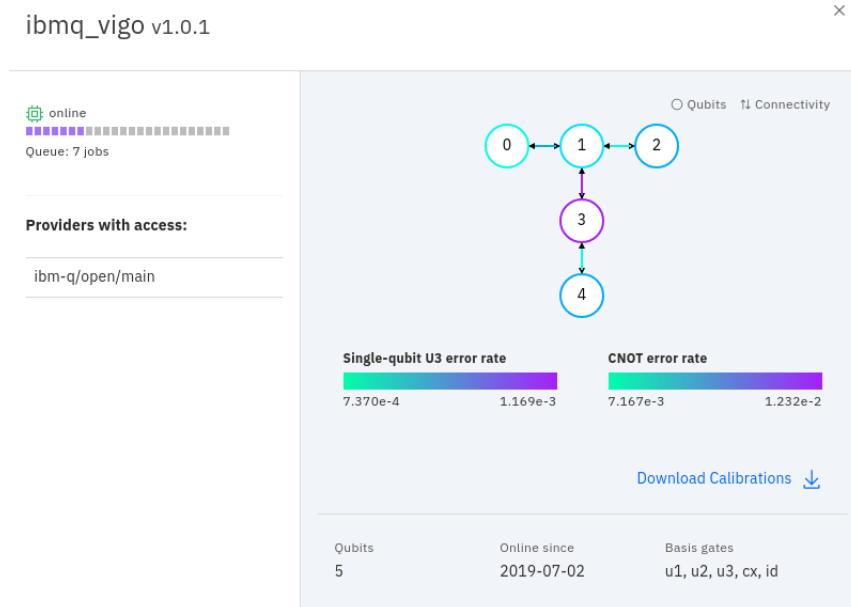 ibmq_vigo v1.0.1
online
Queue: 7 jobs
Providers with access:
ibm-q/open/main
Qubits Connectivity
0 1 2
3
4
Single-qubit U3 error rate
7.370e-4 1.169e-3
CNOT error rate
7.167e-3 1.232e-2
Download Calibrations
Qubits
5
Online since
2019-07-02
Basis gates
u1, u2, u3, cx, id